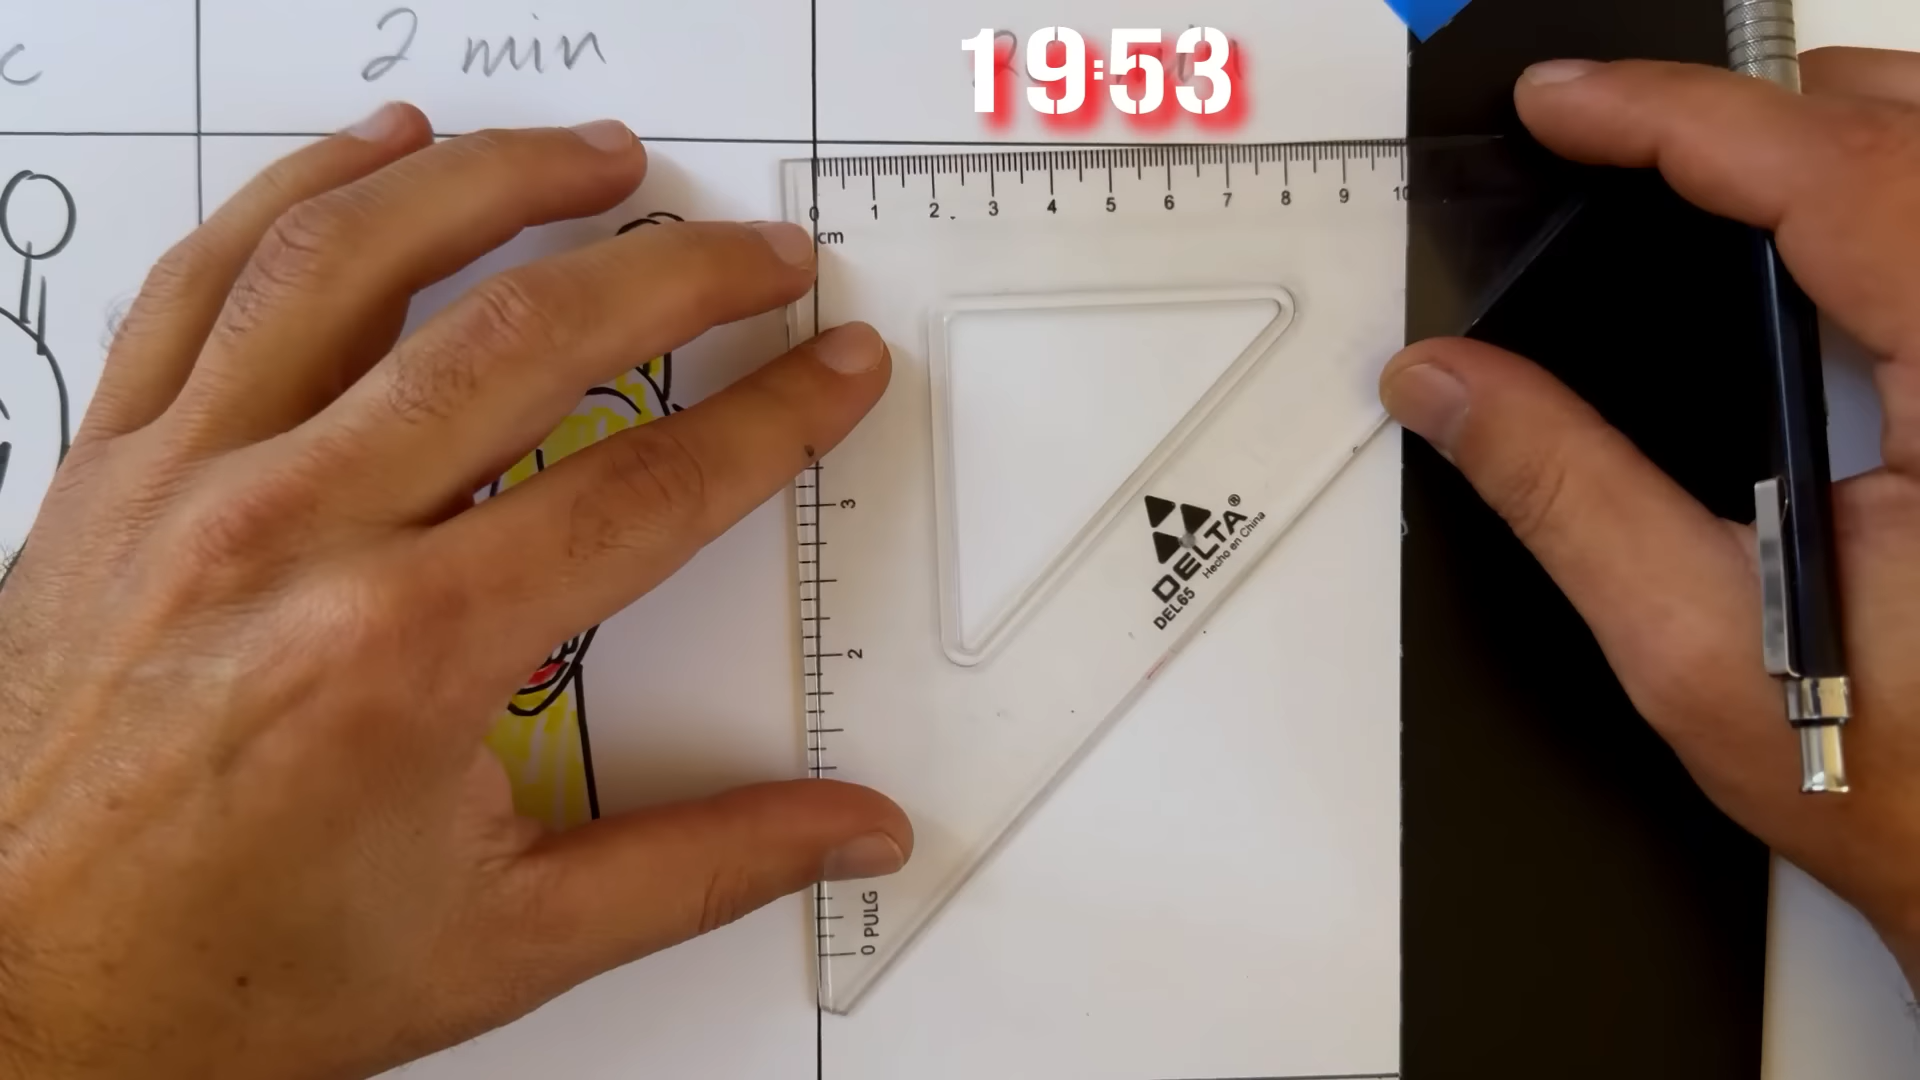 c
2 min
19:53
0 1 2 3 4 5 6 7 8 9 10
cm
3
2
0 PULG
DELTA®
Hecho en China
DEL65